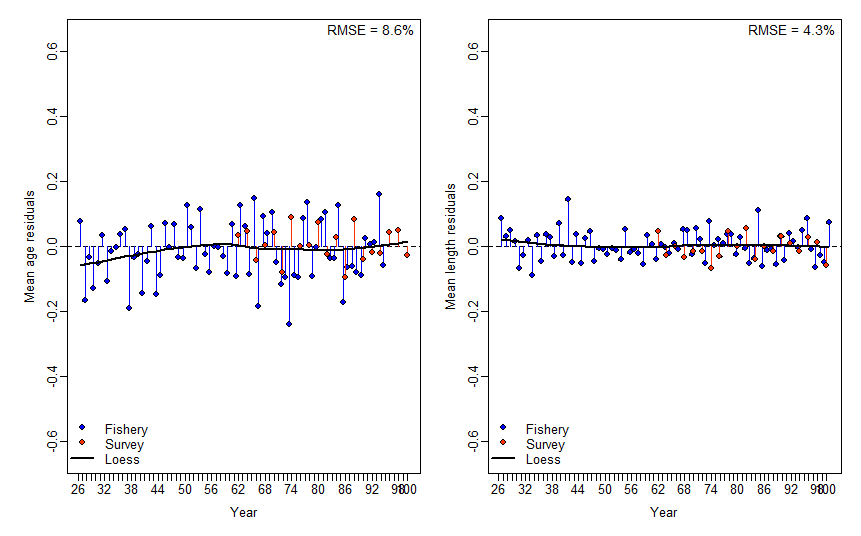 RMSE = 8.6%
Mean age residuals
0.6
0.4
0.2
0.0
-0.2
-0.4
-0.6
Fishery
Survey
Loess
26 32 38 44 50 56 62 68 74 80 86 92 98 100
Year
RMSE = 4.3%
Mean length residuals
0.6
0.4
0.2
0.0
-0.2
-0.4
-0.6
Fishery
Survey
Loess
26 32 38 44 50 56 62 68 74 80 86 92 98 100
Year